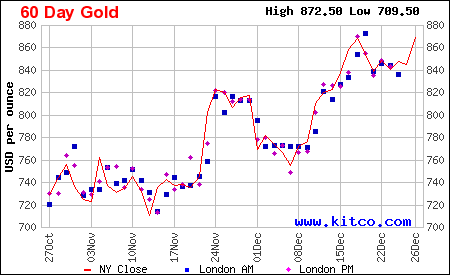 60 Day Gold
High 872.50 Low 709.50
880 880
860 860
840 840
820 820
800 800
780 780
760 760
740 740
720 720
700 700
USD per ounce
www.kitco.com
27Oct 03Nov 11Nov 17Nov 24Nov 01Dec 08Dec 15Dec 22Dec 26Dec
NY Close London AM London PM